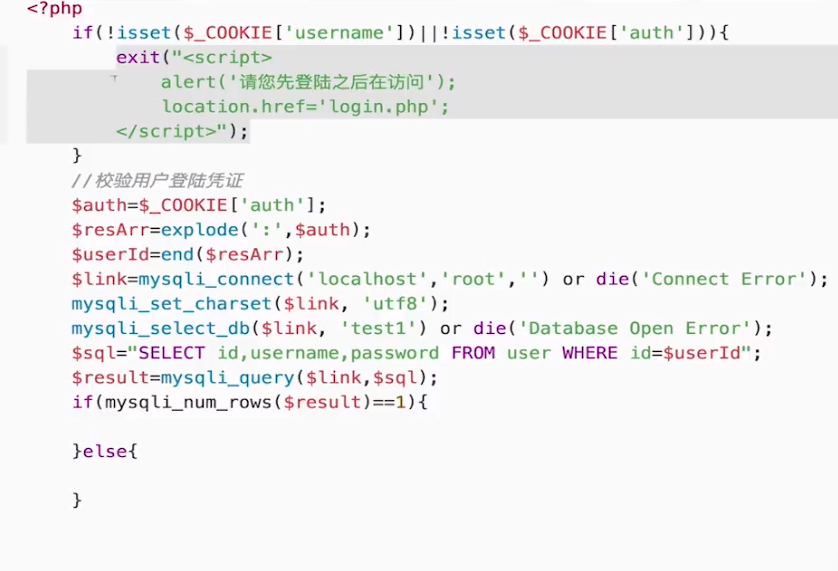 <?php
if(!isset($_COOKIE['username'])||!isset($_COOKIE['auth'])){
exit("<script>
alert('请您先登陆之后在访问');
location.href='login.php';
</script>");
}
//校验用户登陆凭证
$auth=$_COOKIE['auth'];
$resArr=explode(':',$auth);
$userId=end($resArr);
$link=mysqli_connect('localhost','root','') or die('Connect Error');
mysqli_set_charset($link, 'utf8');
mysqli_select_db($link, 'test1') or die('Database Open Error');
$sql="SELECT id,username,password FROM user WHERE id=$userId";
$result=mysqli_query($link,$sql);
if(mysqli_num_rows($result)==1){
}else{
}